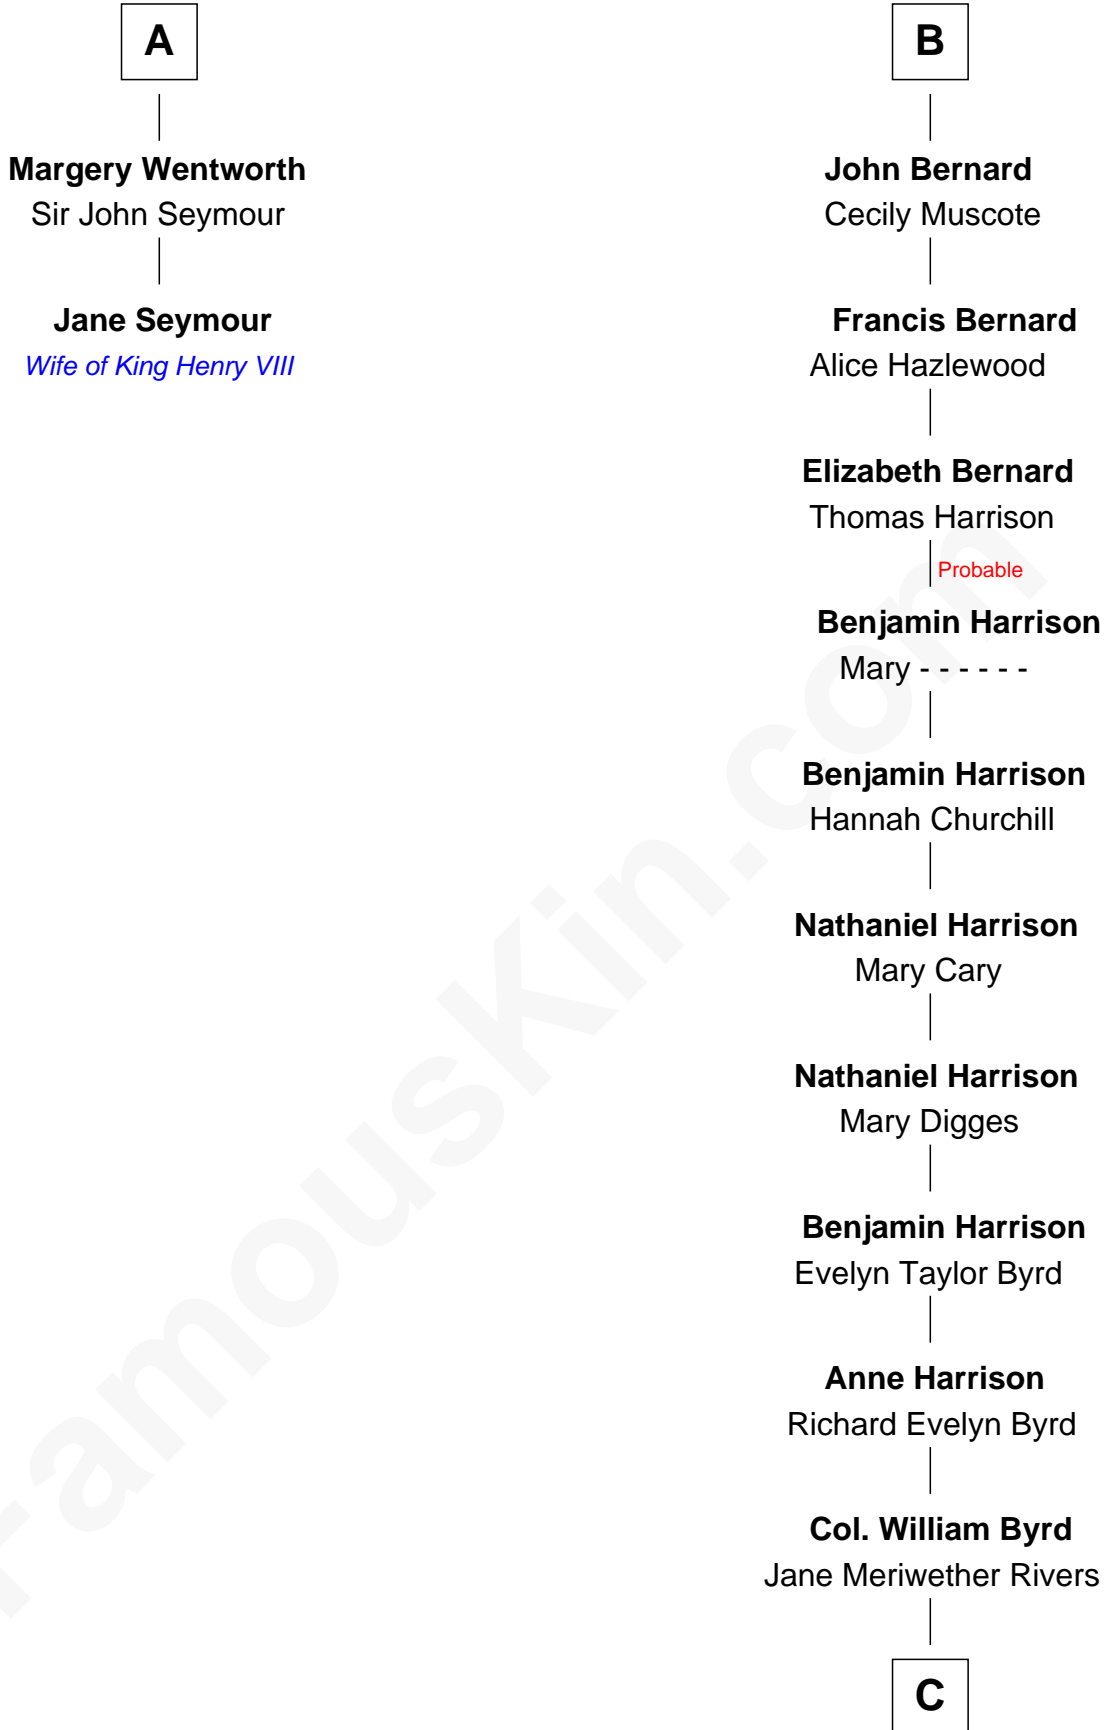 A
Margery Wentworth
Sir John Seymour
Jane Seymour
Wife of King Henry VIII
B
John Bernard
Cecily Muscote
Francis Bernard
Alice Hazlewood
Elizabeth Bernard
Thomas Harrison
Probable
Benjamin Harrison
Mary - - - - - -
Benjamin Harrison
Hannah Churchill
Nathaniel Harrison
Mary Cary
Nathaniel Harrison
Mary Digges
Benjamin Harrison
Evelyn Taylor Byrd
Anne Harrison
Richard Evelyn Byrd
Col. William Byrd
Jane Meriwether Rivers
C
FamousKin.com